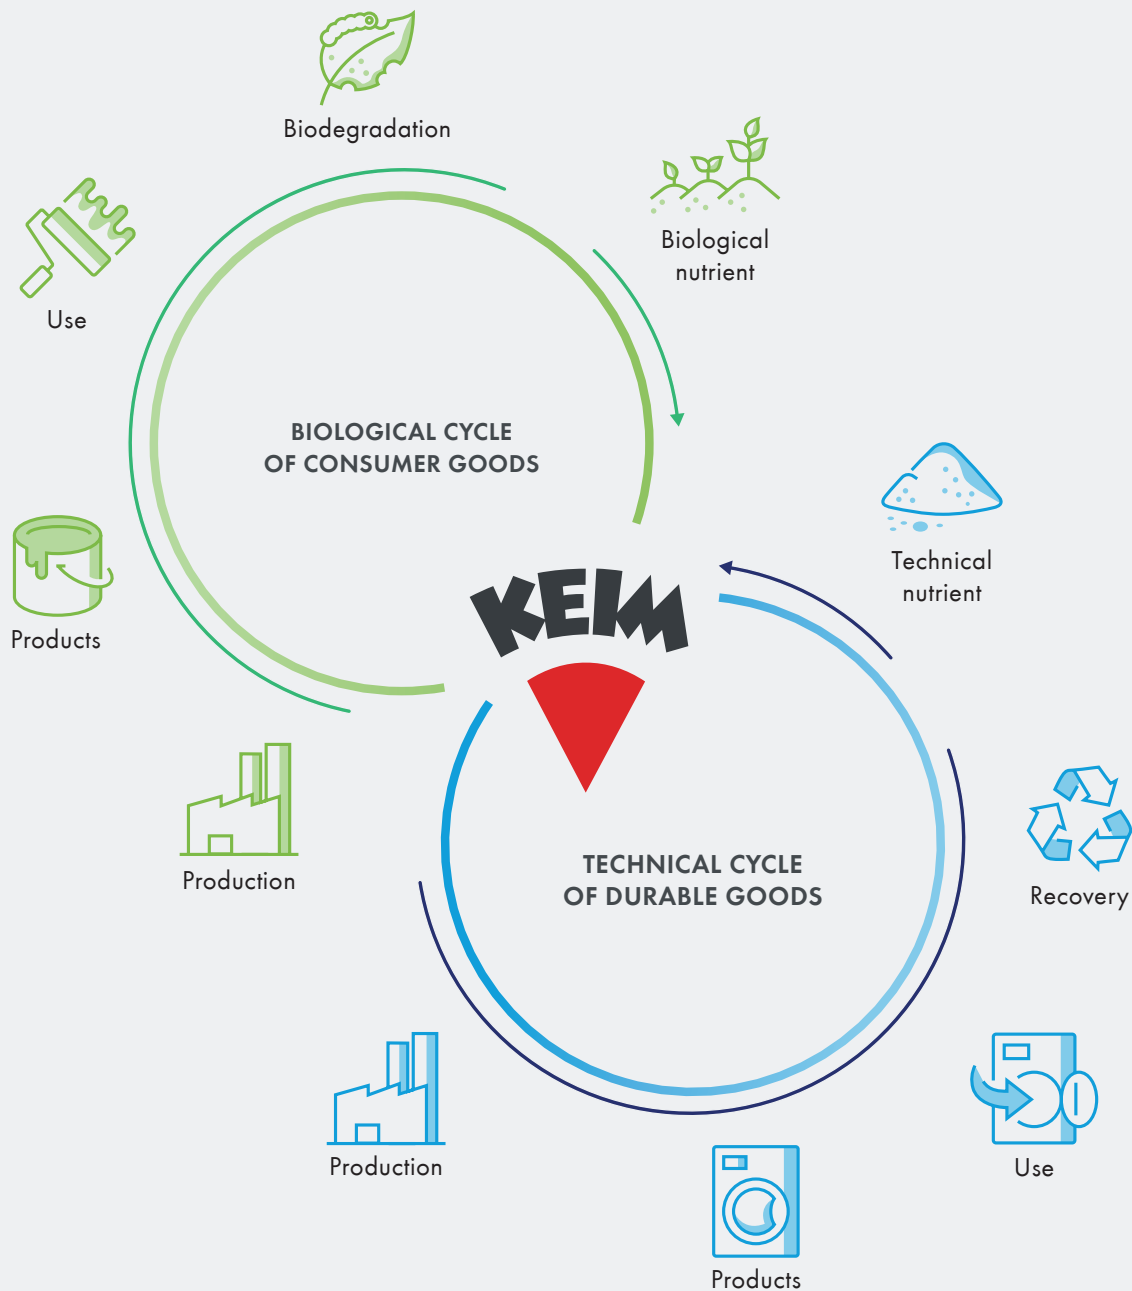 Biodegradation
Biological
nutrient
Use
BIOLOGICAL CYCLE
OF CONSUMER GOODS
Products
Technical
nutrient
KEIM
Production
TECHNICAL CYCLE
OF DURABLE GOODS
Recovery
Production
Use
Products